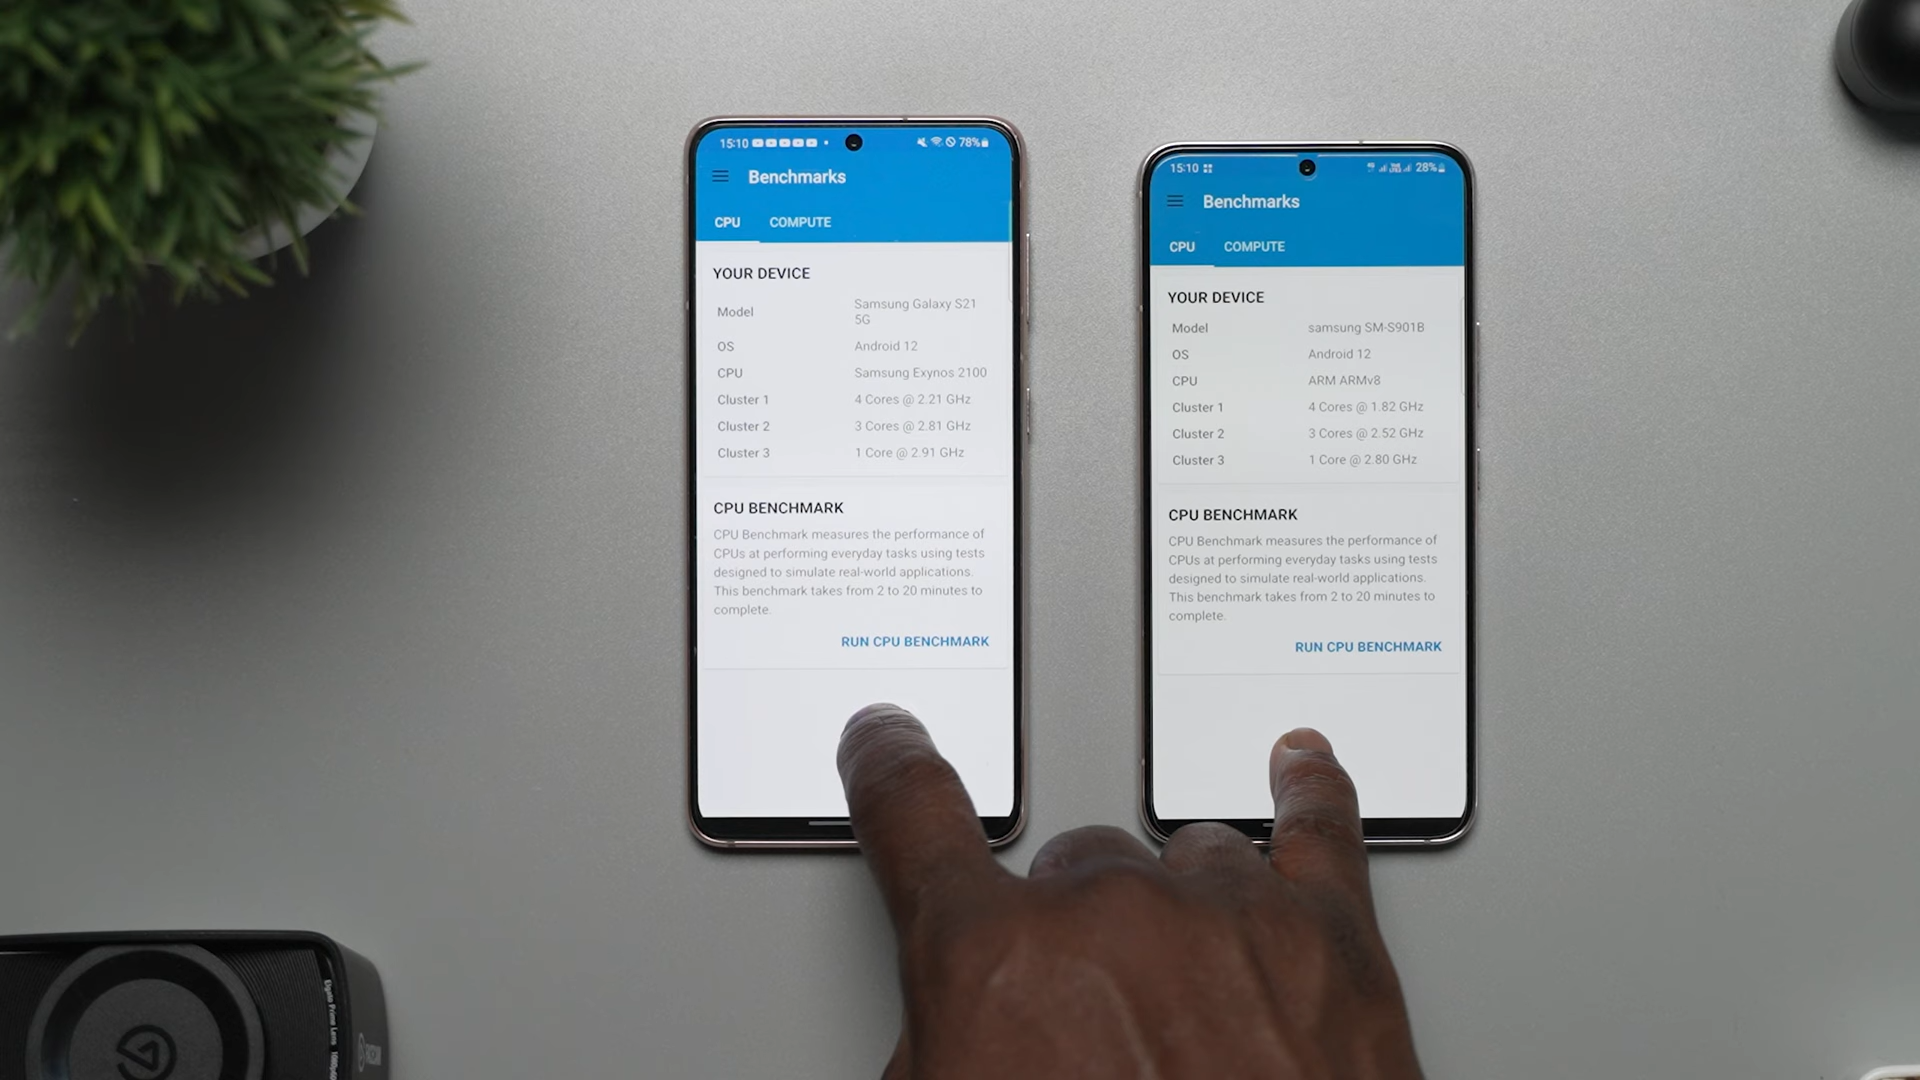 15:10
78%
Benchmarks
CPU COMPUTE
YOUR DEVICE
Model Samsung Galaxy S21
5G
OS Android 12
CPU Samsung Exynos 2100
Cluster 1 4 Cores @ 2.21 GHz
Cluster 2 3 Cores @ 2.81 GHz
Cluster 3 1 Core @ 2.91 GHz
CPU BENCHMARK
CPU Benchmark measures the performance of
CPUs at performing everyday tasks using tests
designed to simulate real-world applications.
This benchmark takes from 2 to 20 minutes to
complete.
RUN CPU BENCHMARK
15:10
28%
Benchmarks
CPU COMPUTE
YOUR DEVICE
Model samsung SM-S901B
OS Android 12
CPU ARM ARMv8
Cluster 1 4 Cores @ 1.82 GHz
Cluster 2 3 Cores @ 2.52 GHz
Cluster 3 1 Core @ 2.80 GHz
CPU BENCHMARK
CPU Benchmark measures the performance of
CPUs at performing everyday tasks using tests
designed to simulate real-world applications.
This benchmark takes from 2 to 20 minutes to
complete.
RUN CPU BENCHMARK
Elgato Prime Lens